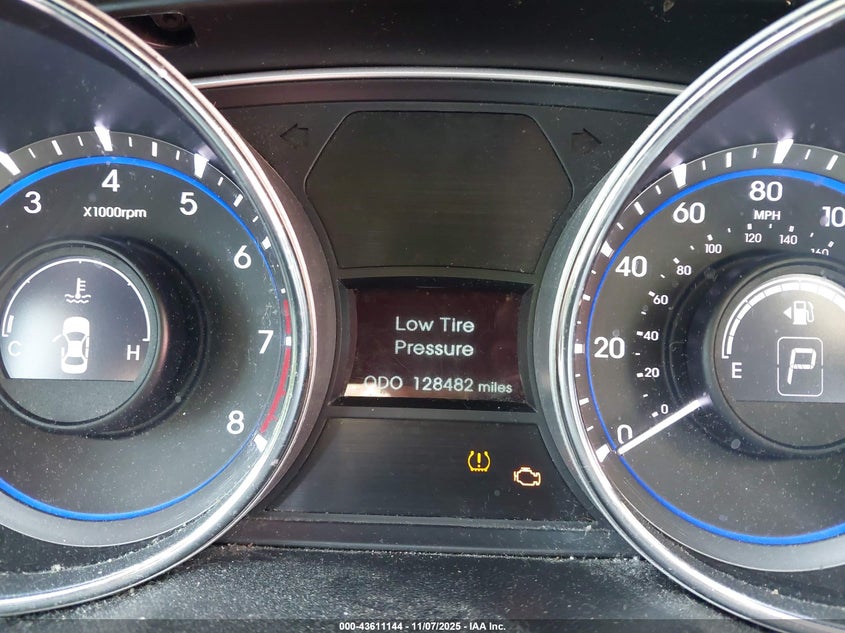 3 4 5 6 7 8
X1000rpm
C H
Low Tire
Pressure
ODO 128482 miles
0 20 40 60 80
MPH
0 20 40 60 80 100 120 140 160
E
P
000-43611144 | 11/07/2025 - IAA Inc.